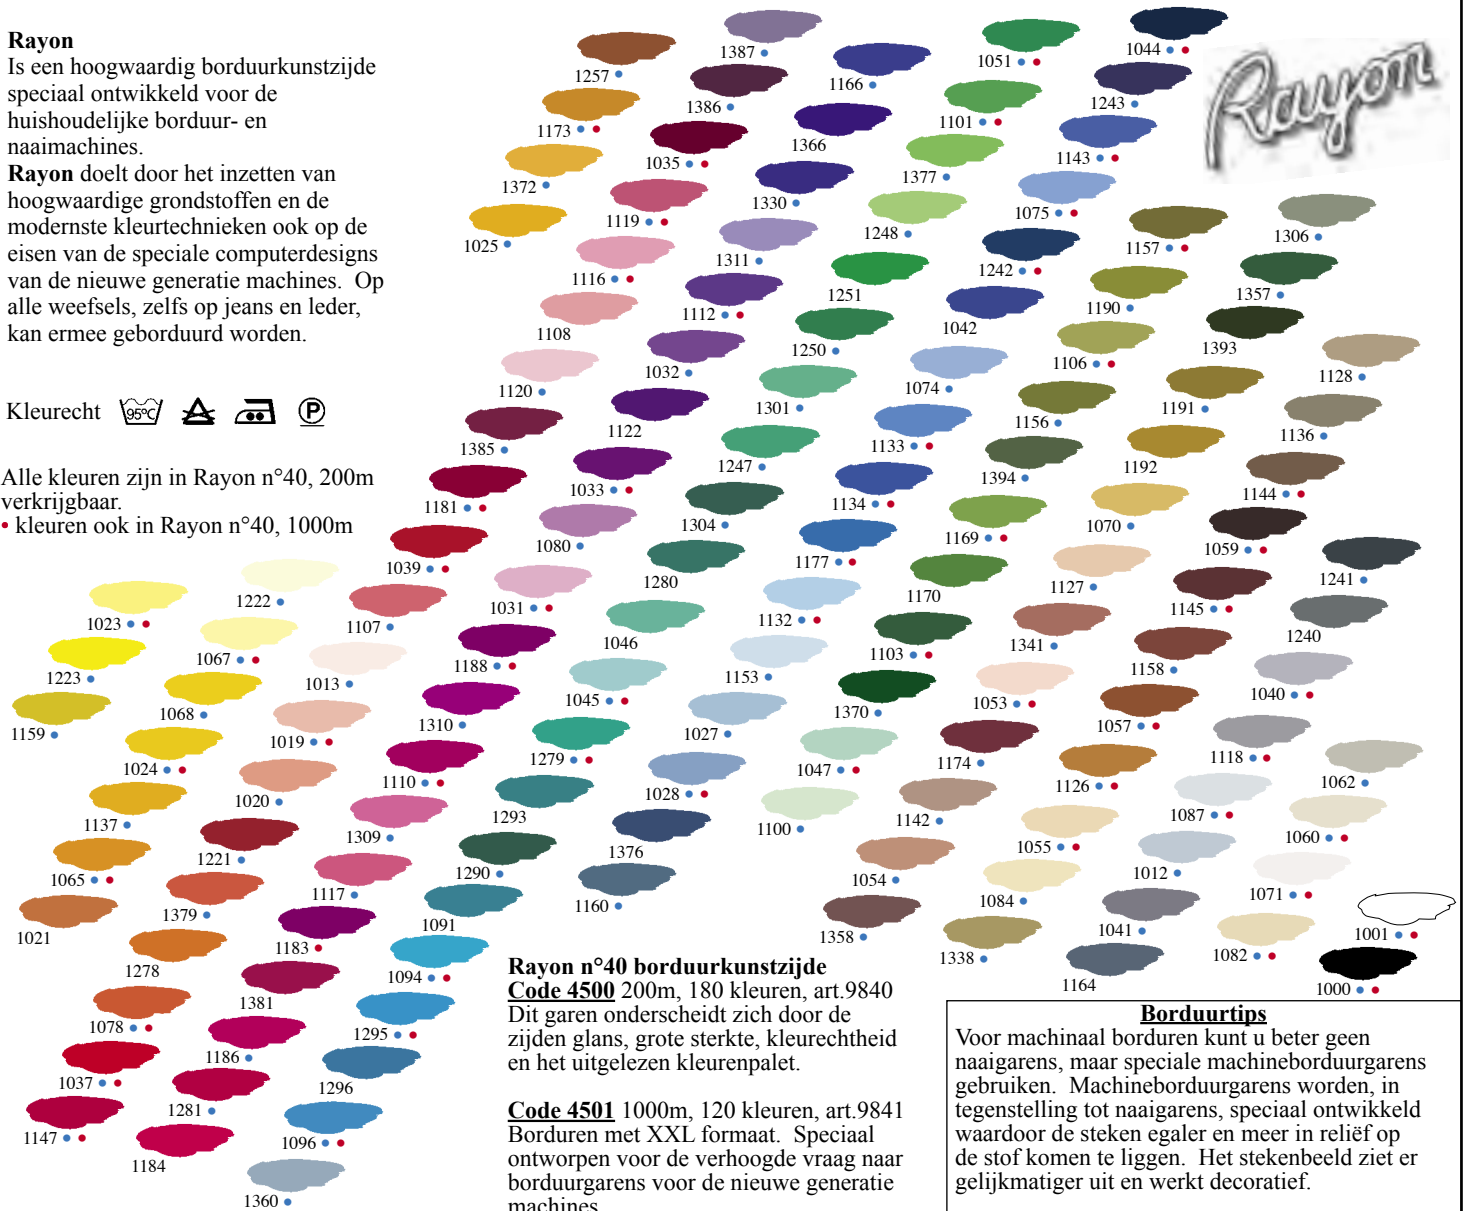 Rayon
Is een hoogwaardig borduurkunstzijde
speciaal ontwikkeld voor de
huishoudelijke borduur- en
naaimachines.
Rayon doelt door het inzetten van
hoogwaardige grondstoffen en de
modernste kleurtechnieken ook op de
eisen van de speciale computerdesigns
van de nieuwe generatie machines. Op
alle weefsels, zelfs op jeans en leder,
kan ermee geborduurd worden.
Kleurecht 95°C P
Alle kleuren zijn in Rayon n°40, 200m
verkrijgbaar.
• kleuren ook in Rayon n°40, 1000m
Rayon
1257 •
1173 • •
1372 •
1025 •
1387 •
1386 •
1035 • •
1119 • •
1116 • •
1108
1120 •
1385 •
1181 • •
1039 • •
1107 •
1166 •
1366
1330 •
1311 •
1112 • •
1032 •
1122
1033 • •
1080 •
1031 • •
1188 • •
1310 •
1110 • •
1309 •
1117 •
1183 •
1381
1186 •
1281 •
1184
1051 • •
1101 • •
1377 •
1248 •
1251
1250 •
1301 •
1247 •
1304 •
1280
1046
1045 • •
1279 • •
1293
1290 •
1091
1094 • •
1295 • •
1296
1096 • •
1360 •
1044 • •
1243 •
1143 • •
1075 • •
1242 • •
1042
1074 •
1133 • •
1134 • •
1177 • •
1132 • •
1153 •
1027 •
1028 • •
1376
1160 •
1157 • •
1190 •
1106 • •
1156 •
1394 •
1169 • •
1170
1103 • •
1370 •
1047 • •
1100 •
1306 •
1357 •
1393
1191 •
1192
1070 •
1127 •
1341 •
1053 • •
1174 •
1142 •
1054 •
1358 •
1128 •
1136 •
1144 • •
1059 • •
1145 • •
1158 •
1057 • •
1126 • •
1055 • •
1084 •
1338 •
1241 •
1240
1040 • •
1118 • •
1087 • •
1012 •
1041 •
1164
1062 •
1060 • •
1071 • •
1082 • •
1001 • •
1000 • •
1023 • •
1223 •
1159 •
1222 •
1067 • •
1068 •
1024 • •
1137 •
1065 • •
1021
1013 •
1019 • •
1020 •
1221 •
1379 •
1278
1078 • •
1037 • •
1147 • •
Rayon n°40 borduurkunstzijde
Code 4500 200m, 180 kleuren, art.9840
Dit garen onderscheidt zich door de
zijden glans, grote sterkte, kleurechtheid
en het uitgelezen kleurenpalet.
Code 4501 1000m, 120 kleuren, art.9841
Borduren met XXL formaat. Speciaal
ontworpen voor de verhoogde vraag naar
borduurgarens voor de nieuwe generatie
machines
Borduurtips
Voor machinaal borduren kunt u beter geen
naaigarens, maar speciale machineborduurgarens
gebruiken. Machineborduurgarens worden, in
tegenstelling tot naaigarens, speciaal ontwikkeld
waardoor de steken egaler en meer in reliëf op
de stof komen te liggen. Het stekenbeeld ziet er
gelijkmatiger uit en werkt decoratief.